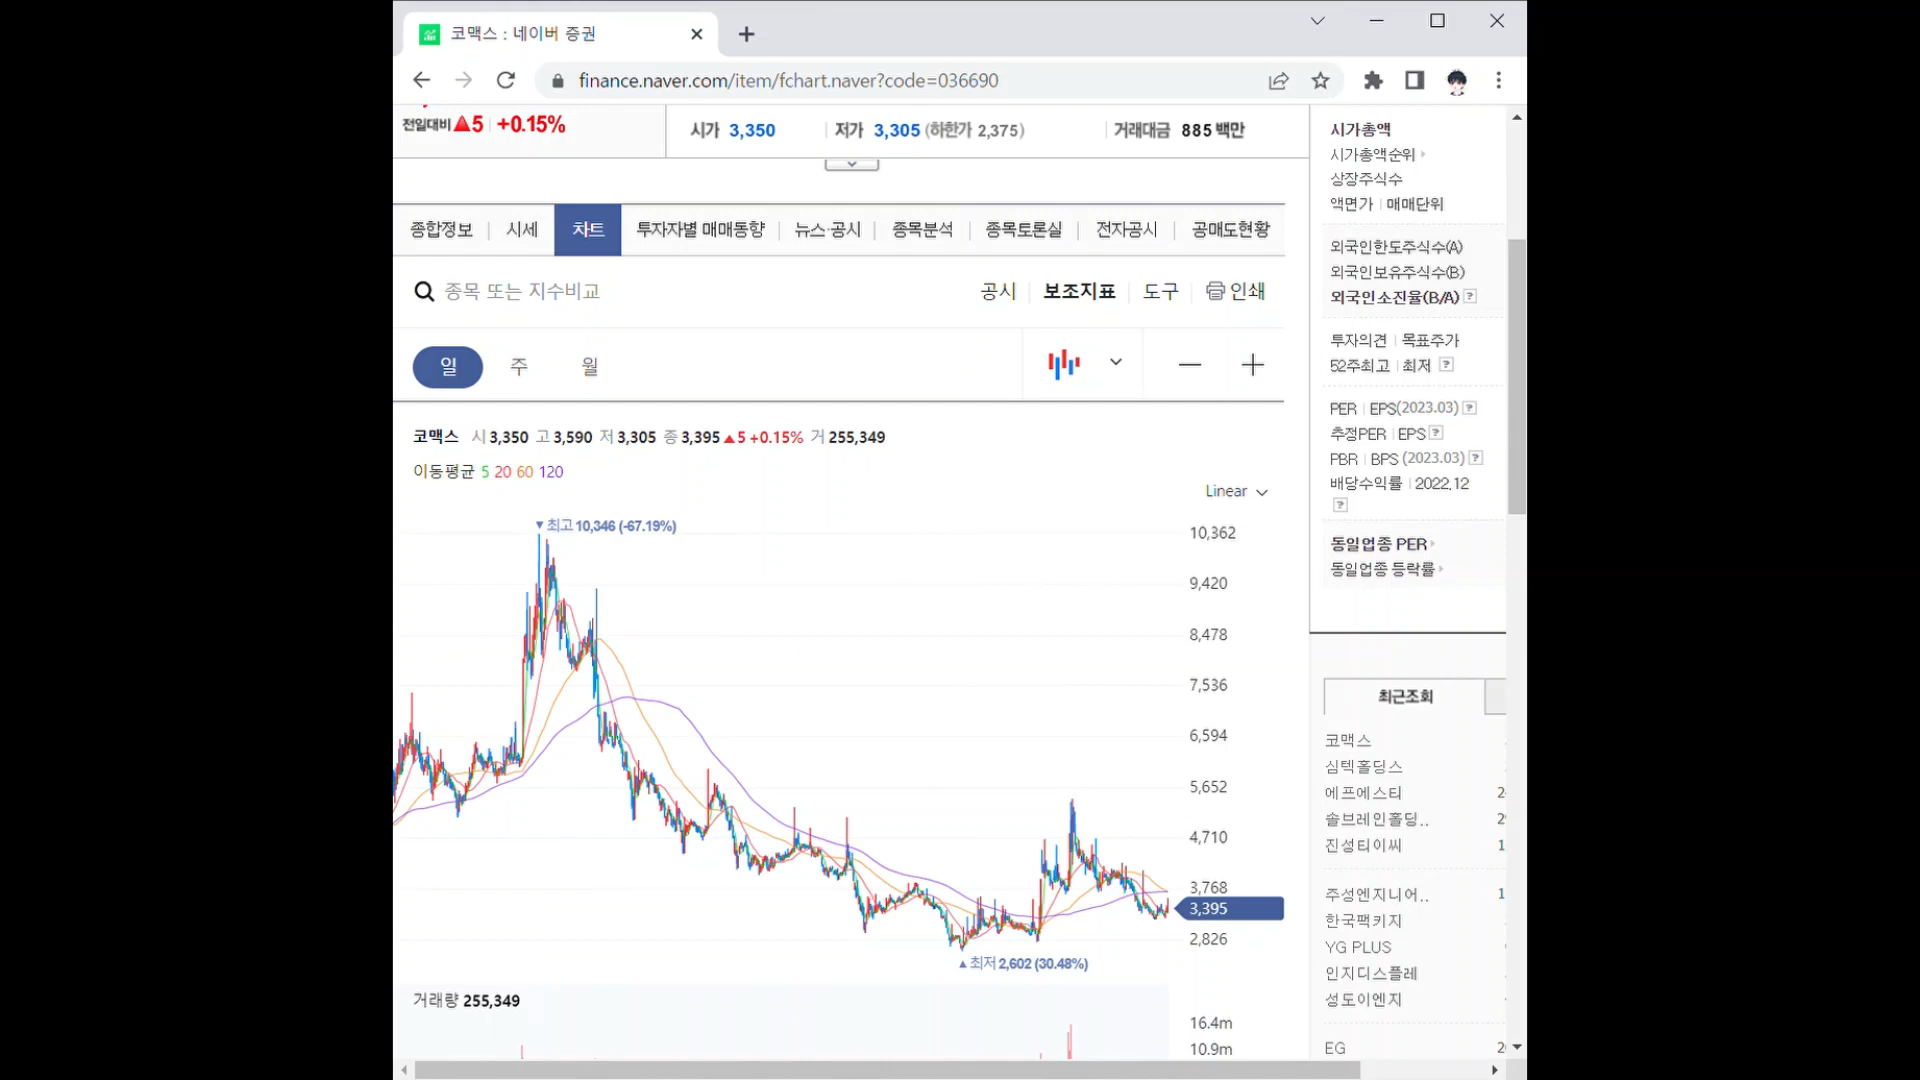 코맥스 : 네이버 증권
finance.naver.com/item/fchart.naver?code=036690
전일대비 ▲5 +0.15%
시가 3,350
저가 3,305 (하한가 2,375)
거래대금 885 백만
종합정보 시세 차트 투자자별 매매동향 뉴스·공시 종목분석 종목토론실 전자공시 공매도현황
종목 또는 지수비교
공시 보조지표 도구 인쇄
일 주 월
코맥스 시 3,350 고 3,590 저 3,305 종 3,395 ▲5 +0.15% 거 255,349
이동평균 5 20 60 120
Linear
▼최고 10,346 (-67.19%)
10,362
9,420
8,478
7,536
6,594
5,652
4,710
3,768
3,395
2,826
▲최저 2,602 (30.48%)
거래량 255,349
16.4m
10.9m
시가총액
시가총액순위
상장주식수
액면가 | 매매단위
외국인한도주식수(A)
외국인보유주식수(B)
외국인소진율(B/A) ?
투자의견 | 목표주가
52주최고 | 최저 ?
PER | EPS(2023.03) ?
추정PER | EPS ?
PBR | BPS (2023.03) ?
배당수익률 | 2022.12
?
동일업종 PER
동일업종 등락률
최근조회
코맥스
심텍홀딩스
에프에스티
솔브레인홀딩..
진성티이씨
주성엔지니어..
한국팩키지
YG PLUS
인지디스플레
성도이엔지
EG